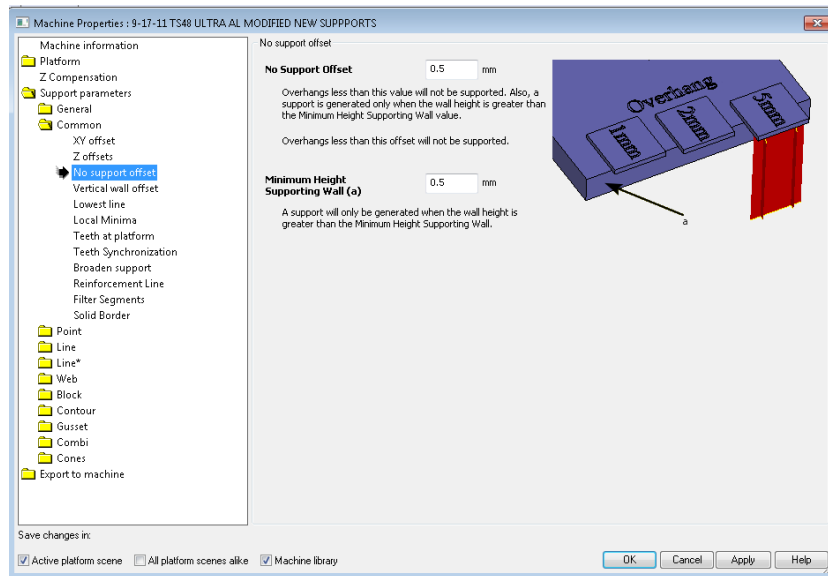 Machine Properties : 9-17-11 TS48 ULTRA AL MODIFIED NEW SUPPPORTS
Machine information
Platform
Z Compensation
Support parameters
General
Common
XY offset
Z offsets
No support offset
Vertical wall offset
Lowest line
Local Minima
Teeth at platform
Teeth Synchronization
Broaden support
Reinforcement Line
Filter Segments
Solid Border
Point
Line
Line*
Web
Block
Contour
Gusset
Combi
Cones
Export to machine
No support offset
No Support Offset 0.5 mm
Overhangs less than this value will not be supported. Also, a
support is generated only when the wall height is greater than
the Minimum Height Supporting Wall value.
Overhangs less than this offset will not be supported.
Minimum Height
Supporting Wall (a) 0.5 mm
A support will only be generated when the wall height is
greater than the Minimum Height Supporting Wall.
Overhang
1mm
2mm
5mm
a
Save changes in:
Active platform scene All platform scenes alike Machine library
OK Cancel Apply Help